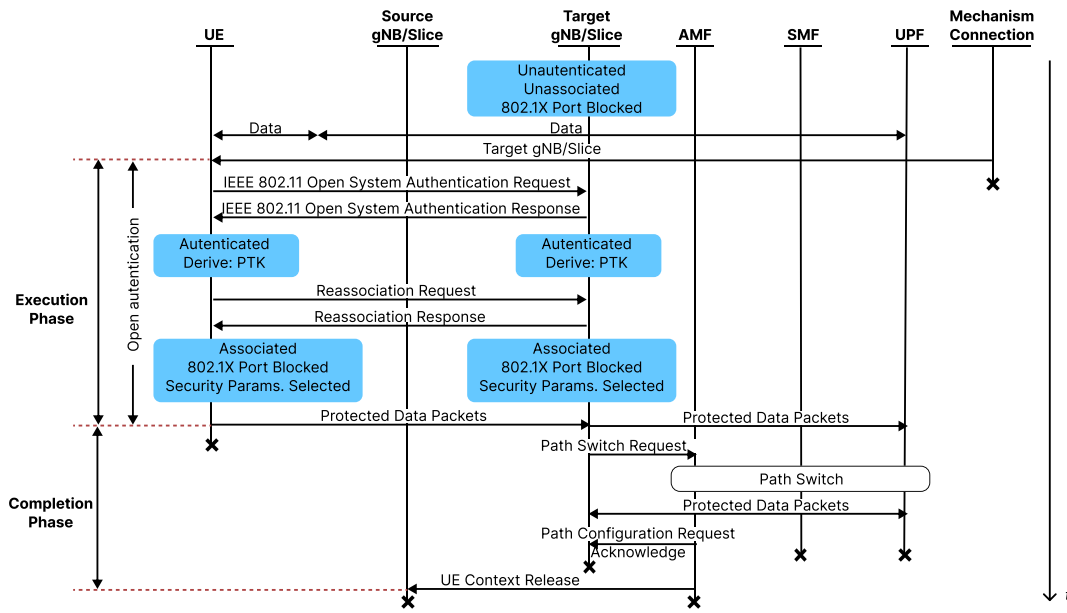 UE
Source
gNB/Slice
Target
gNB/Slice
AMF
SMF
UPF
Mechanism
Connection
Unautenticated
Unassociated
802.1X Port Blocked
Data
Data
Target gNB/Slice
IEEE 802.11 Open System Authentication Request
IEEE 802.11 Open System Authentication Response
Autenticated
Derive: PTK
Autenticated
Derive: PTK
Execution
Phase
Open autentication
Reassociation Request
Reassociation Response
Associated
802.1X Port Blocked
Security Params. Selected
Associated
802.1X Port Blocked
Security Params. Selected
Protected Data Packets
Protected Data Packets
Path Switch Request
Path Switch
Completion
Phase
Protected Data Packets
Path Configuration Request
Acknowledge
UE Context Release
t